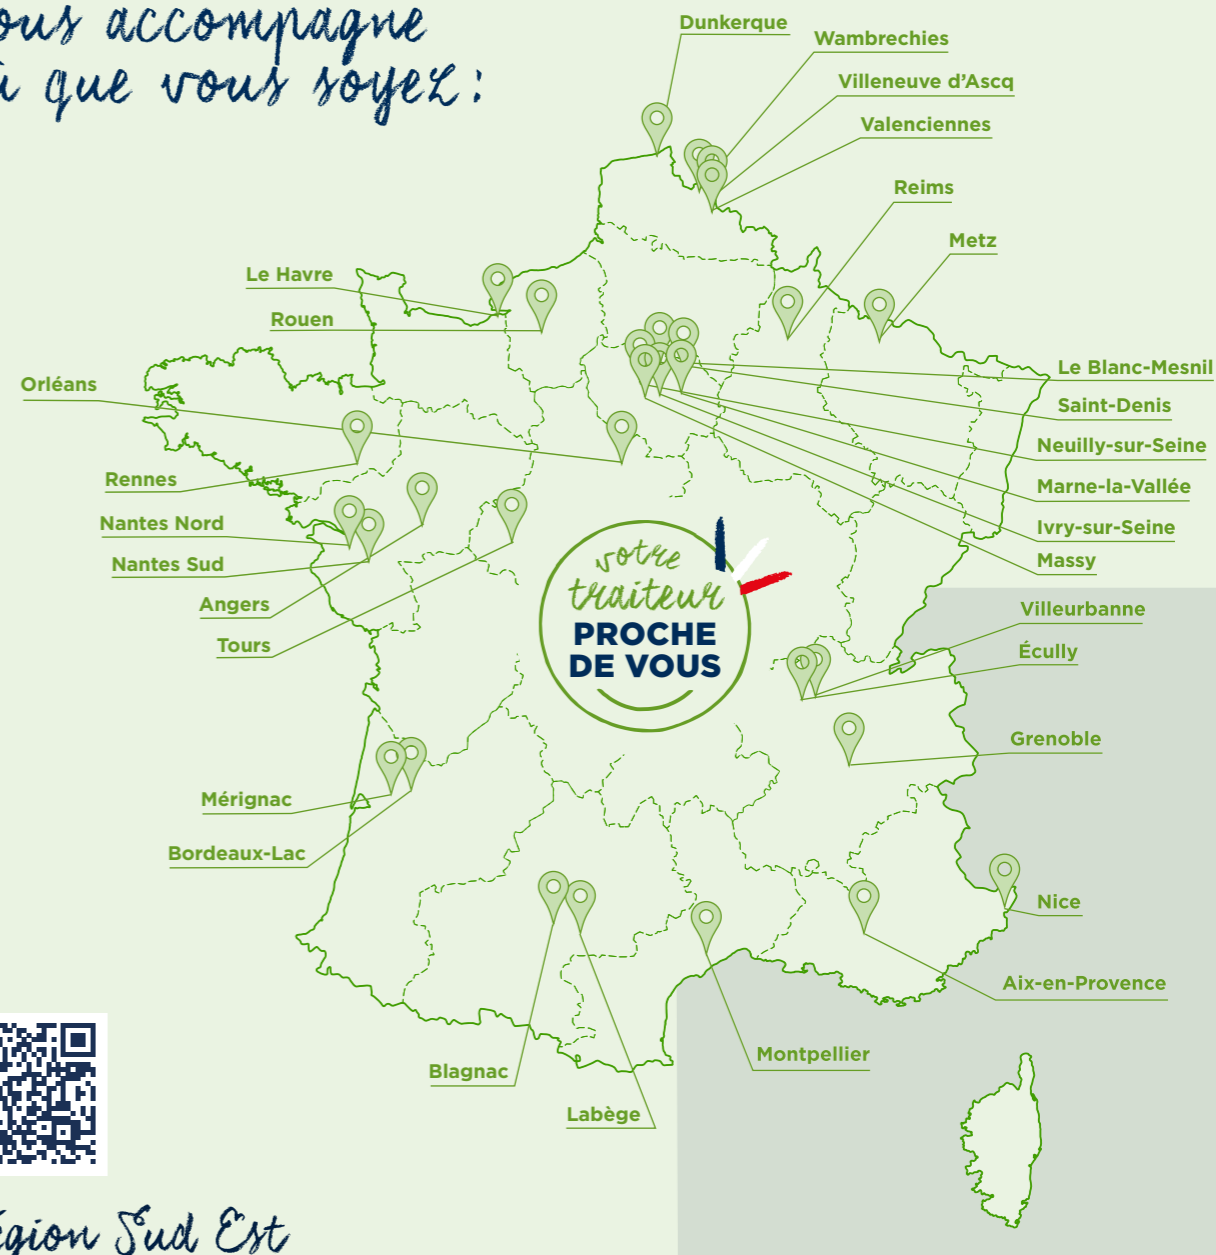 accompagne
que vous soyez :
Dunkerque
Wambrechies
Villeneuve d'Ascq
Valenciennes
Reims
Metz
Le Havre
Rouen
Orléans
Le Blanc-Mesnil
Saint-Denis
Neuilly-sur-Seine
Marne-la-Vallée
Ivry-sur-Seine
Massy
Rennes
Nantes Nord
Nantes Sud
Angers
Tours
votre
traiteur
PROCHE
DE VOUS
Villeurbanne
Écully
Grenoble
Mérignac
Bordeaux-Lac
Nice
Aix-en-Provence
Montpellier
Blagnac
Labège
Sud Est